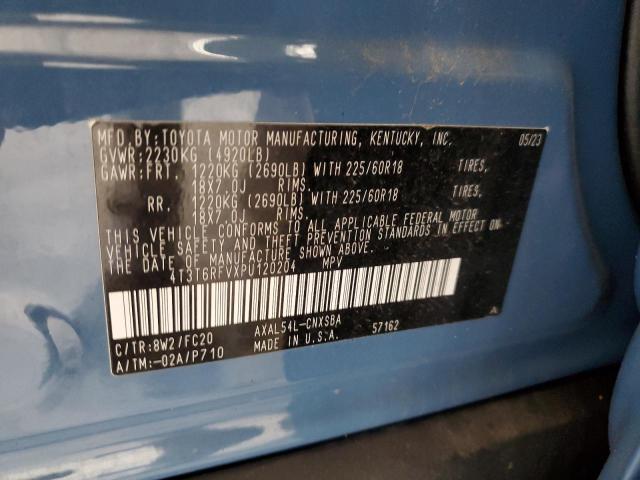 MFD.BY:TOYOTA MOTOR MANUFACTURING, KENTUCKY, INC. 05/23
GVWR:2230KG (4920LB)
GAWR:FRT. 1220KG (2690LB) WITH 225/60R18 TIRES,
18X7.0J RIMS.
RR. 1220KG (2690LB) WITH 225/60R18 TIRES,
18X7.0J RIMS.
THIS VEHICLE CONFORMS TO ALL APPLICABLE FEDERAL MOTOR
VEHICLE SAFETY AND THEFT PREVENTION STANDARDS IN EFFECT ON
THE DATE OF MANUFACTURE SHOWN ABOVE.
4T3T6RFVXPU120204 MPV
C/TR:8W2/FC20 AXAL54L-CNXSBA 57162 A
A/TM:-02A/P710 MADE IN U.S.A.